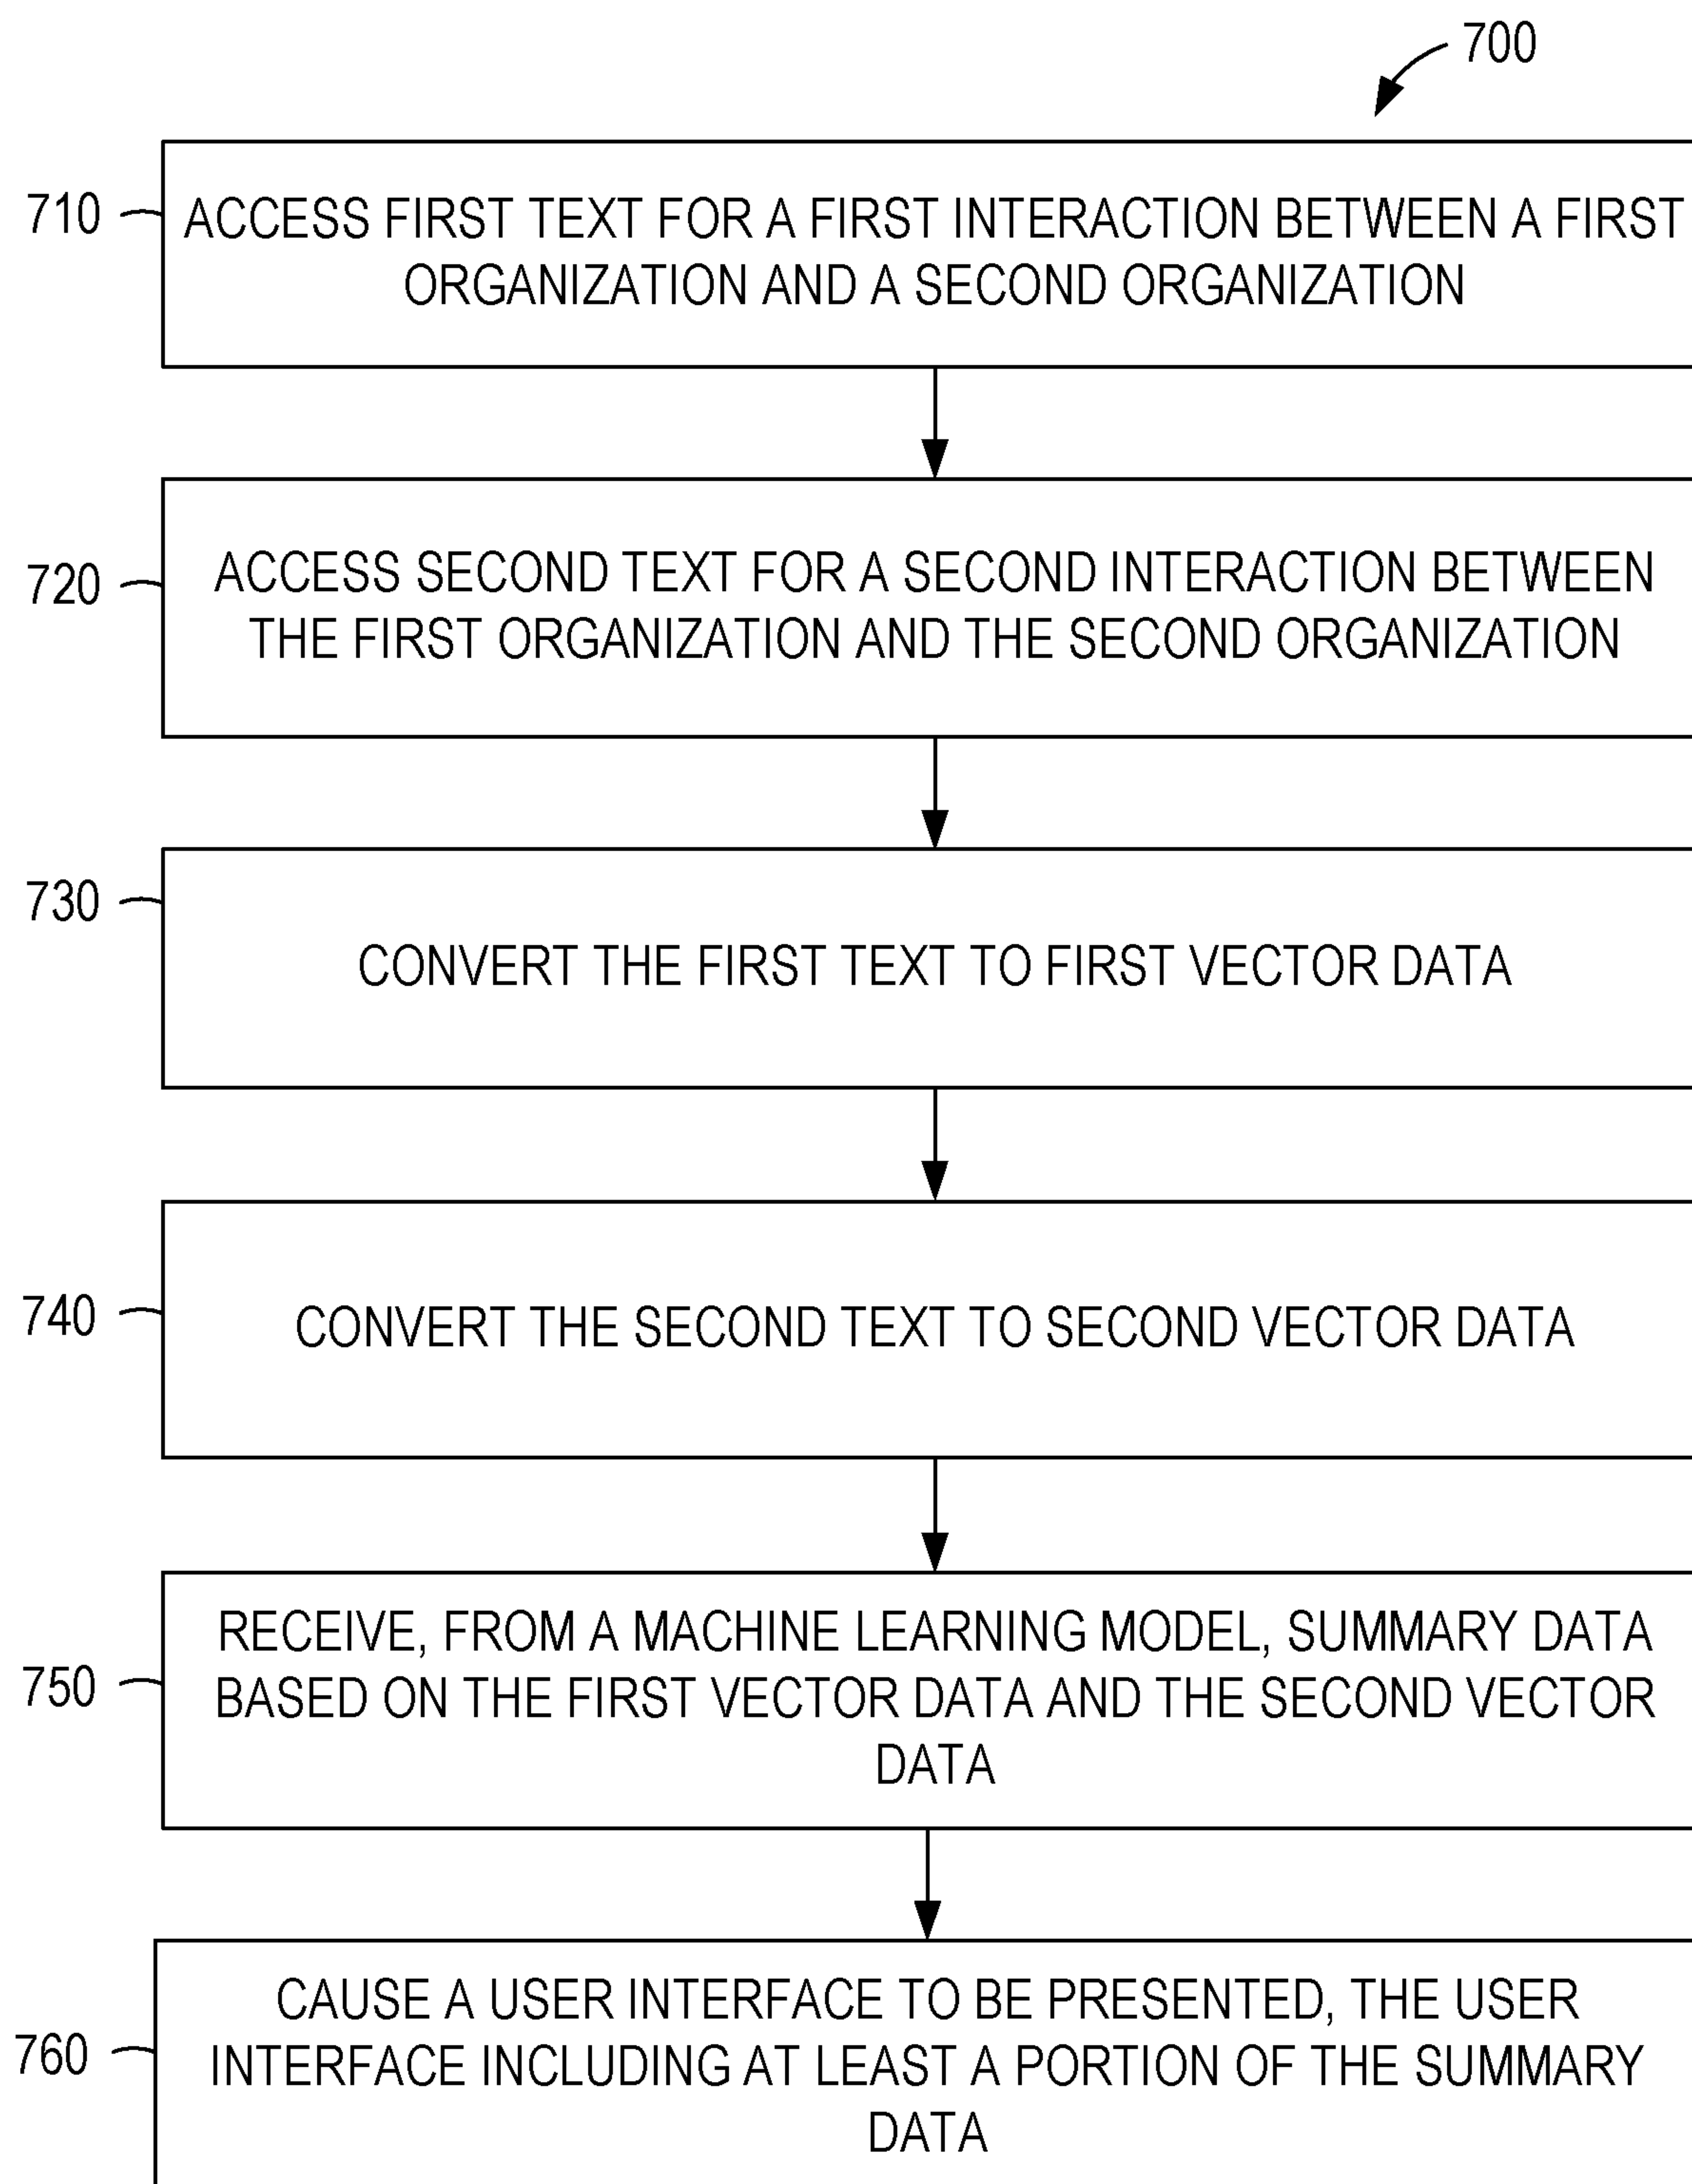 700
710
ACCESS FIRST TEXT FOR A FIRST INTERACTION BETWEEN A FIRST
ORGANIZATION AND A SECOND ORGANIZATION
720
ACCESS SECOND TEXT FOR A SECOND INTERACTION BETWEEN
THE FIRST ORGANIZATION AND THE SECOND ORGANIZATION
730
CONVERT THE FIRST TEXT TO FIRST VECTOR DATA
740
CONVERT THE SECOND TEXT TO SECOND VECTOR DATA
750
RECEIVE, FROM A MACHINE LEARNING MODEL, SUMMARY DATA
BASED ON THE FIRST VECTOR DATA AND THE SECOND VECTOR
DATA
760
CAUSE A USER INTERFACE TO BE PRESENTED, THE USER
INTERFACE INCLUDING AT LEAST A PORTION OF THE SUMMARY
DATA